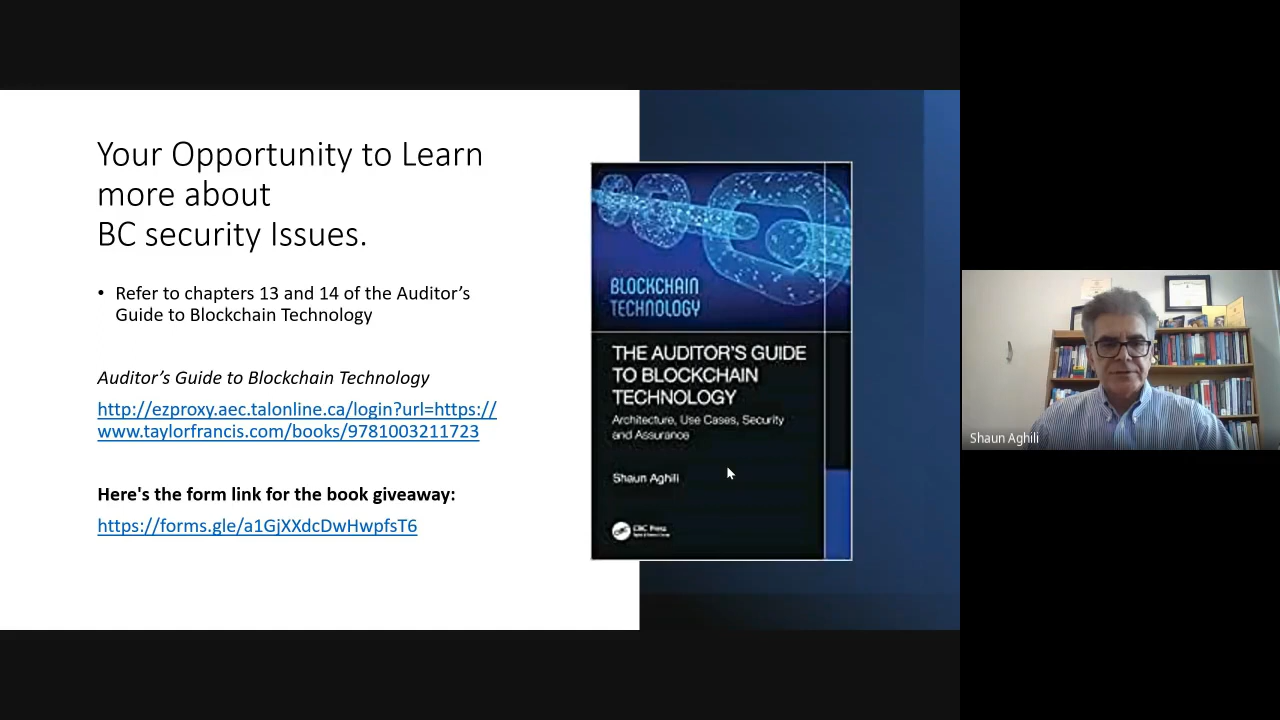 Your Opportunity to Learn
more about
BC security Issues.
• Refer to chapters 13 and 14 of the Auditor's
Guide to Blockchain Technology
Auditor's Guide to Blockchain Technology
http://ezproxy.aec.talonline.ca/login?url=https://
www.taylorfrancis.com/books/9781003211723
Here's the form link for the book giveaway:
https://forms.gle/a1GjXXdcDwHwpfsT6
BLOCKCHAIN
TECHNOLOGY
THE AUDITOR'S GUIDE
TO BLOCKCHAIN
TECHNOLOGY
Architecture, Use Cases, Security
and Assurance
Shaun Aghili
CRC Press
Shaun Aghili